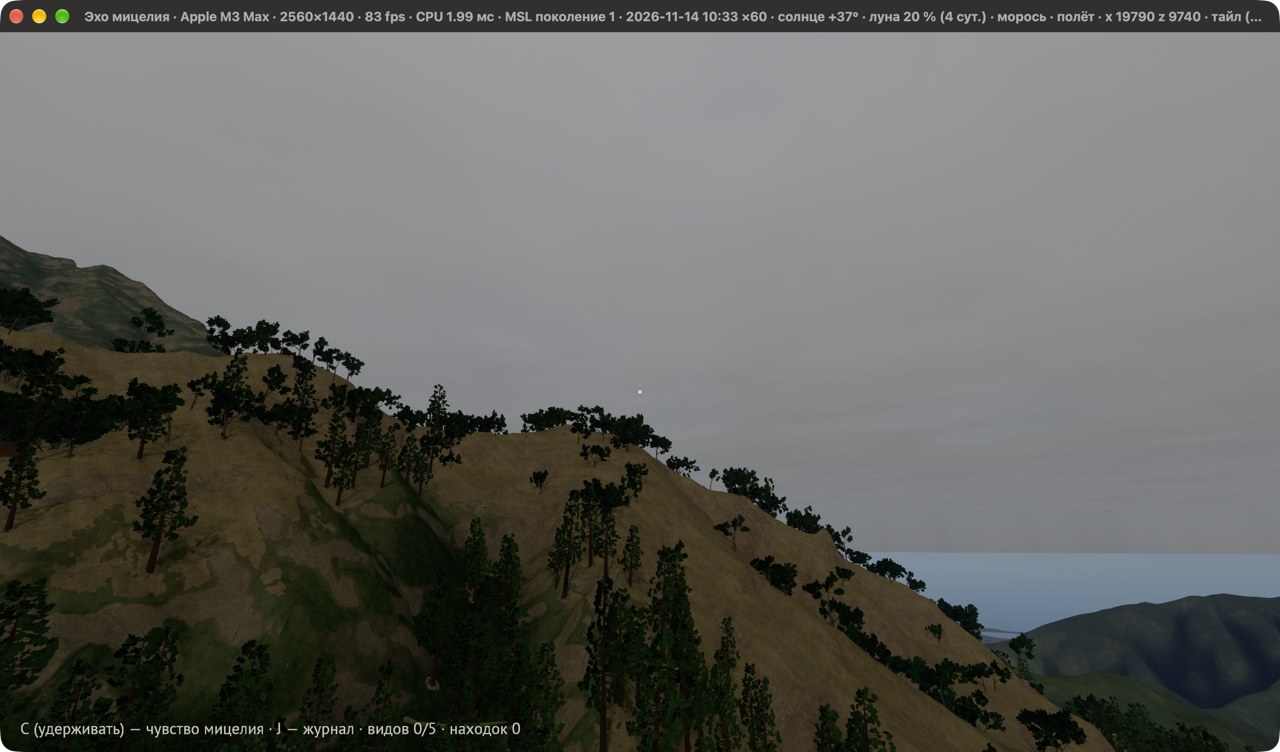 Эхо мицелия · Apple M3 Max · 2560×1440 · 83 fps · CPU 1.99 мс · MSL поколение 1 · 2026-11-14 10:33 ×60 · солнце +37° · луна 20 % (4 сут.) · морось · полёт · x 19790 z 9740 · тайл (...
C (удерживать) — чувство мицелия · J — журнал · видов 0/5 · находок 0